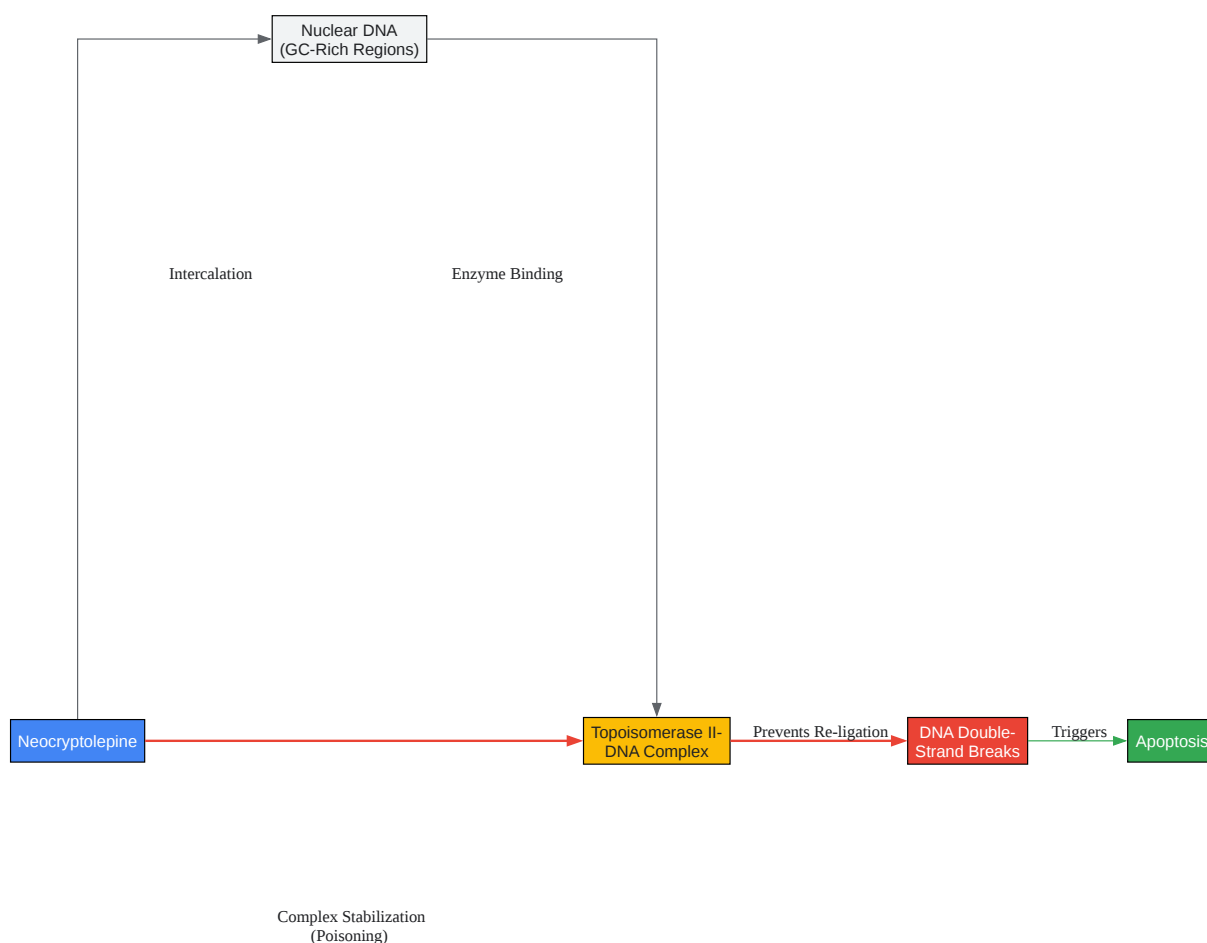 Nuclear DNA
(GC-Rich Regions)
Intercalation
Enzyme Binding
Neocryptolepine
Topoisomerase II-
DNA Complex
Prevents Re-ligation
DNA Double-
Strand Breaks
Triggers
Apoptosis
Complex Stabilization
(Poisoning)